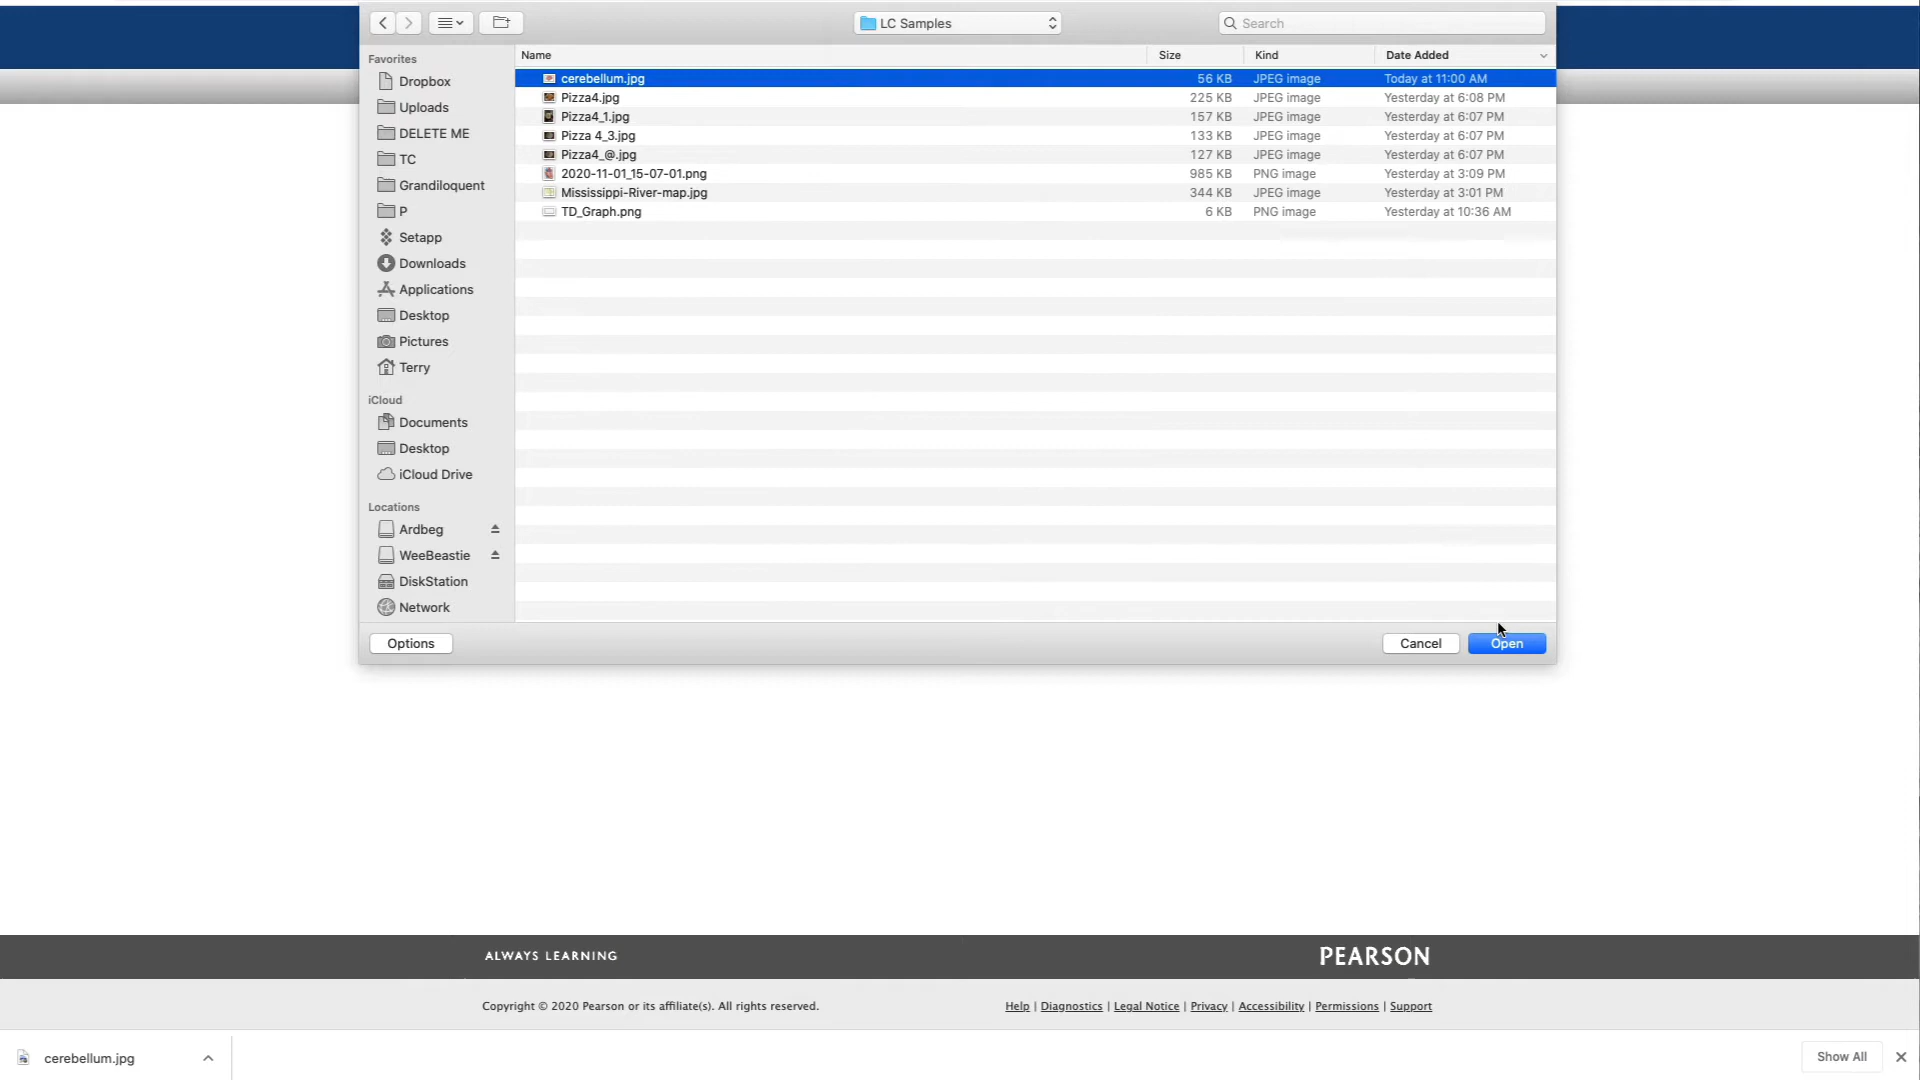 LC Samples
Search
Favorites
Dropbox
Uploads
DELETE ME
TC
Grandiloquent
P
Setapp
Downloads
Applications
Desktop
Pictures
Terry
iCloud
Documents
Desktop
iCloud Drive
Locations
Ardbeg
WeeBeastie
DiskStation
Network
Name Size Kind Date Added
cerebellum.jpg 56 KB JPEG image Today at 11:00 AM
Pizza4.jpg 225 KB JPEG image Yesterday at 6:08 PM
Pizza4_1.jpg 157 KB JPEG image Yesterday at 6:07 PM
Pizza 4_3.jpg 133 KB JPEG image Yesterday at 6:07 PM
Pizza4_@.jpg 127 KB JPEG image Yesterday at 6:07 PM
2020-11-01_15-07-01.png 985 KB PNG image Yesterday at 3:09 PM
Mississippi-River-map.jpg 344 KB JPEG image Yesterday at 3:01 PM
TD_Graph.png 6 KB PNG image Yesterday at 10:36 AM
Options Cancel Open
ALWAYS LEARNING PEARSON
Copyright © 2020 Pearson or its affiliate(s). All rights reserved. Help | Diagnostics | Legal Notice | Privacy | Accessibility | Permissions | Support
cerebellum.jpg Show All